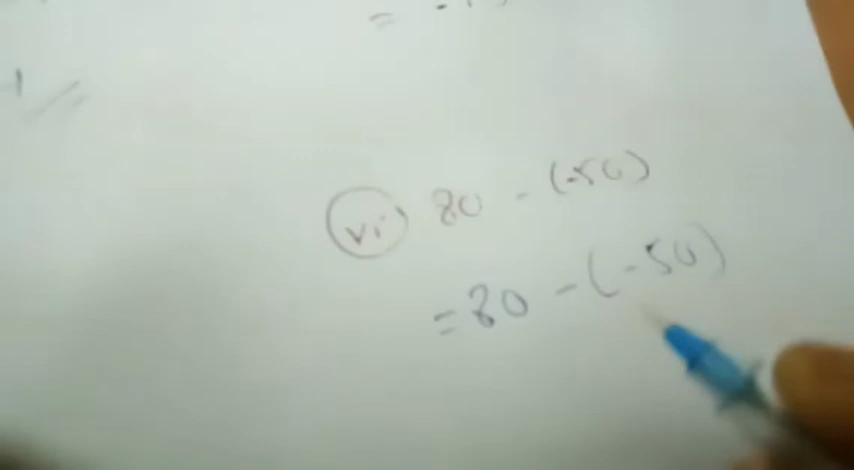 (vi) 80 - (-50)
= 80 - (-50)